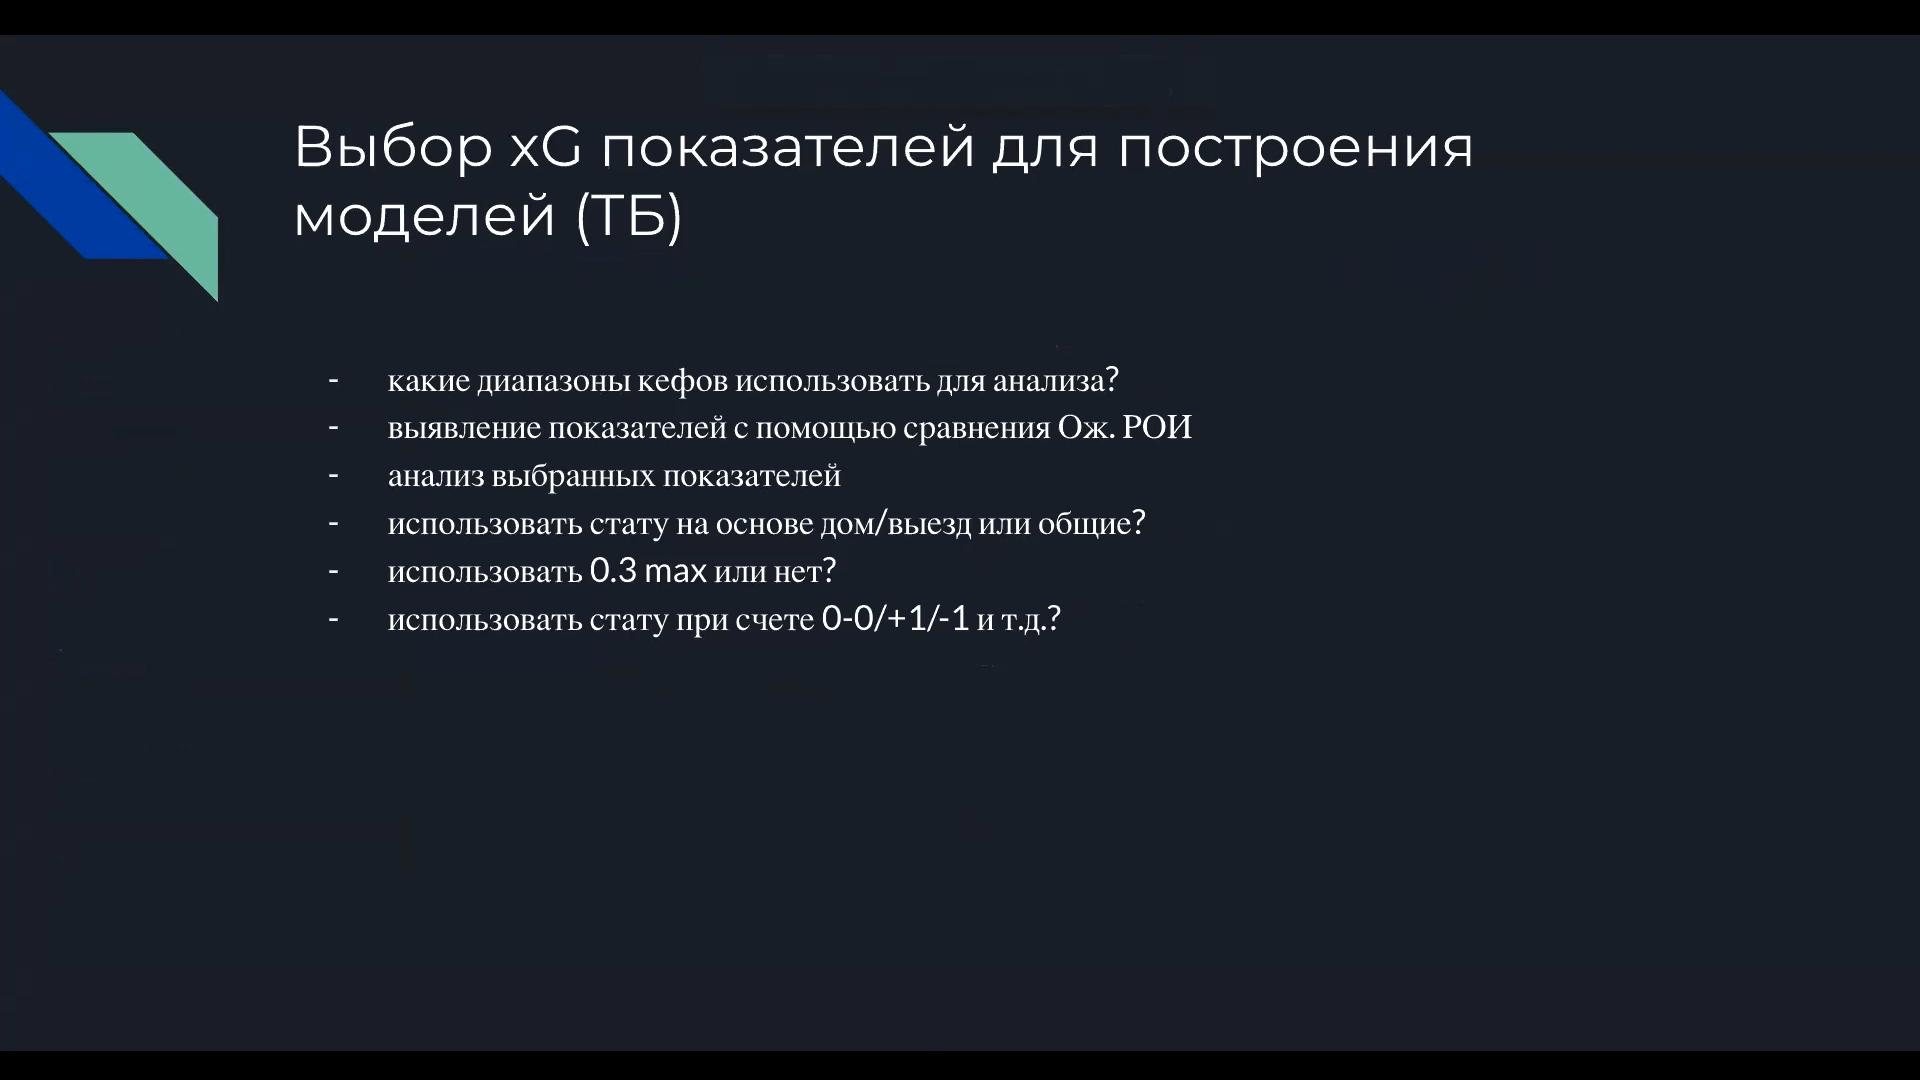 Выбор xG показателей для построения
моделей (ТБ)
- какие диапазоны кефов использовать для анализа?
- выявление показателей с помощью сравнения Ож. РОИ
- анализ выбранных показателей
- использовать стату на основе дом/выезд или общие?
- использовать 0.3 max или нет?
- использовать стату при счете 0-0/+1/-1 и т.д.?